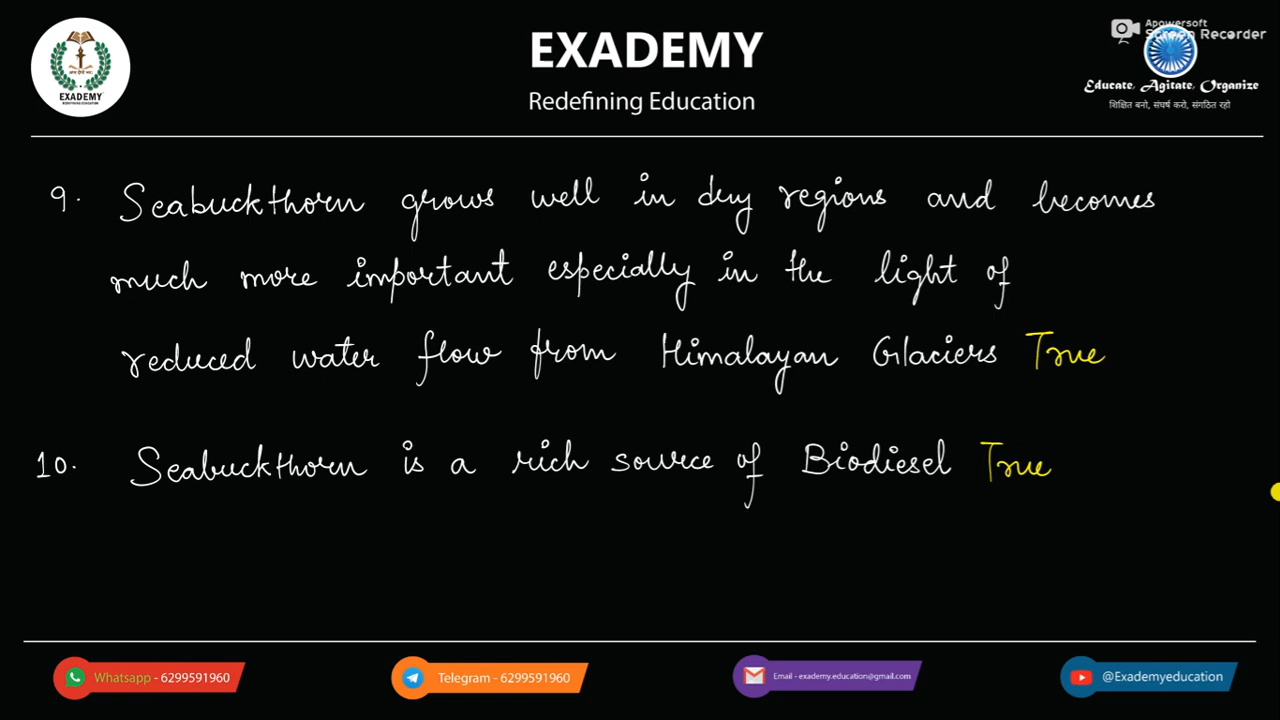 EXADEMY
Redefining Education
EXADEMY
REDEFINING EDUCATION
Apowersoft
Screen Recorder
Educate, Agitate, Organize
शिक्षित बनो, संघर्ष करो, संगठित रहो
9. Seabuckthorn grows well in dry regions and becomes
much more important especially in the light of
reduced water flow from Himalayan Glaciers True
10. Seabuckthorn is a rich source of Biodiesel True
Whatsapp - 6299591960
Telegram - 6299591960
Email - exademy.education@gmail.com
@Exademyeducation